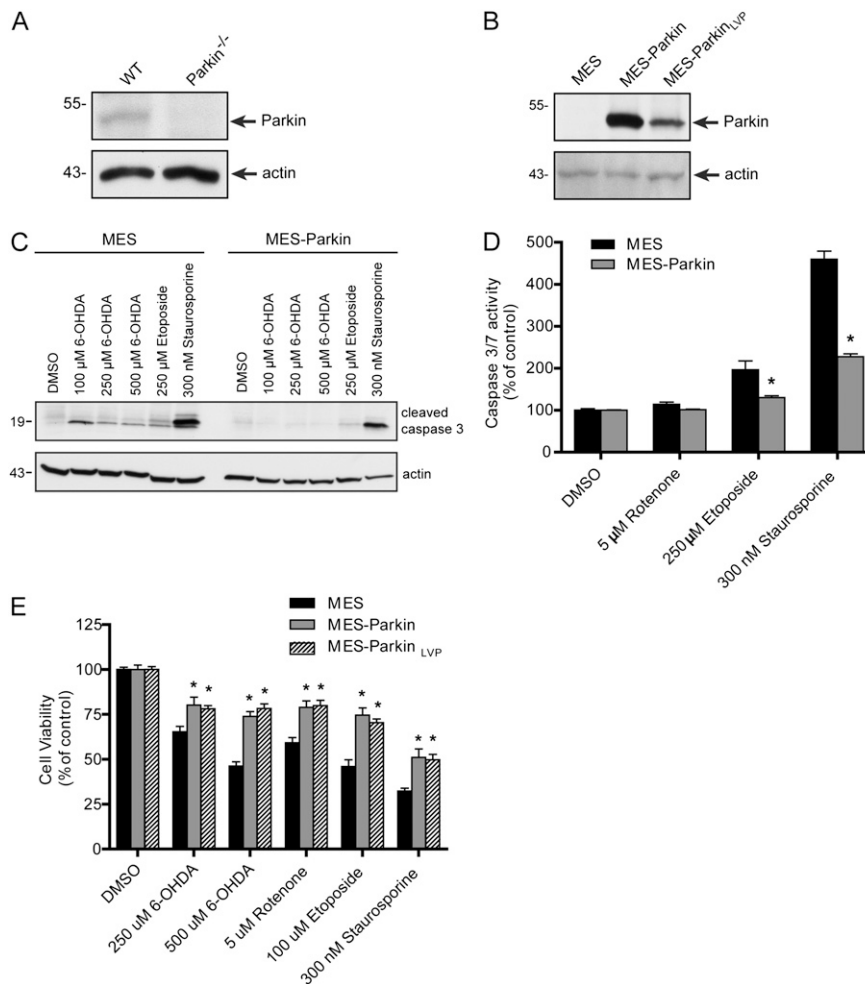 A
WT
Parkin-/-
55-
Parkin
43-
actin
B
MES
MES-Parkin
MES-ParkinLVP
55-
Parkin
43-
actin
C
MES
MES-Parkin
DMSO
100 µM 6-OHDA
250 µM 6-OHDA
500 µM 6-OHDA
250 µM Etoposide
300 nM Staurosporine
DMSO
100 µM 6-OHDA
250 µM 6-OHDA
500 µM 6-OHDA
250 µM Etoposide
300 nM Staurosporine
19-
cleaved
caspase 3
43-
actin
D
MES
MES-Parkin
Caspase 3/7 activity
(% of control)
500
400
300
200
100
0
*
*
DMSO
5 µM Rotenone
250 µM Etoposide
300 nM Staurosporine
E
MES
MES-Parkin
MES-Parkin LVP
Cell Viability
(% of control)
125
100
75
50
25
0
* *
* *
* *
* *
* *
DMSO
250 uM 6-OHDA
500 uM 6-OHDA
5 uM Rotenone
100 uM Etoposide
300 nM Staurosporine